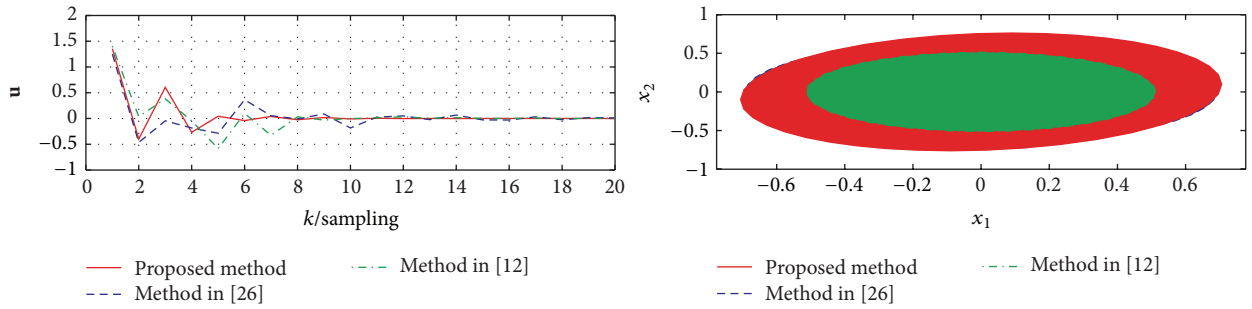 2
1.5
1
0.5
0
−0.5
−1
u
0 2 4 6 8 10 12 14 16 18 20
k/sampling
Proposed method
Method in [26]
Method in [12]
1
0.5
0
−0.5
−1
x2
−0.6 −0.4 −0.2 0 0.2 0.4 0.6
x1
Proposed method
Method in [26]
Method in [12]